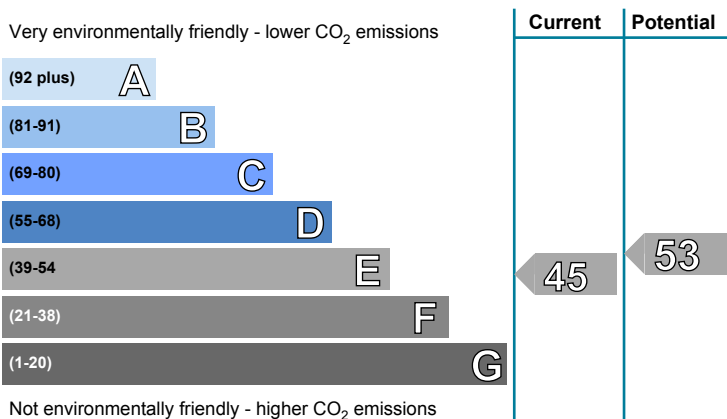 Very environmentally friendly - lower CO2 emissions
Current
Potential
(92 plus) A
(81-91) B
(69-80) C
(55-68) D
(39-54 E
(21-38) F
(1-20) G
45
53
Not environmentally friendly - higher CO2 emissions